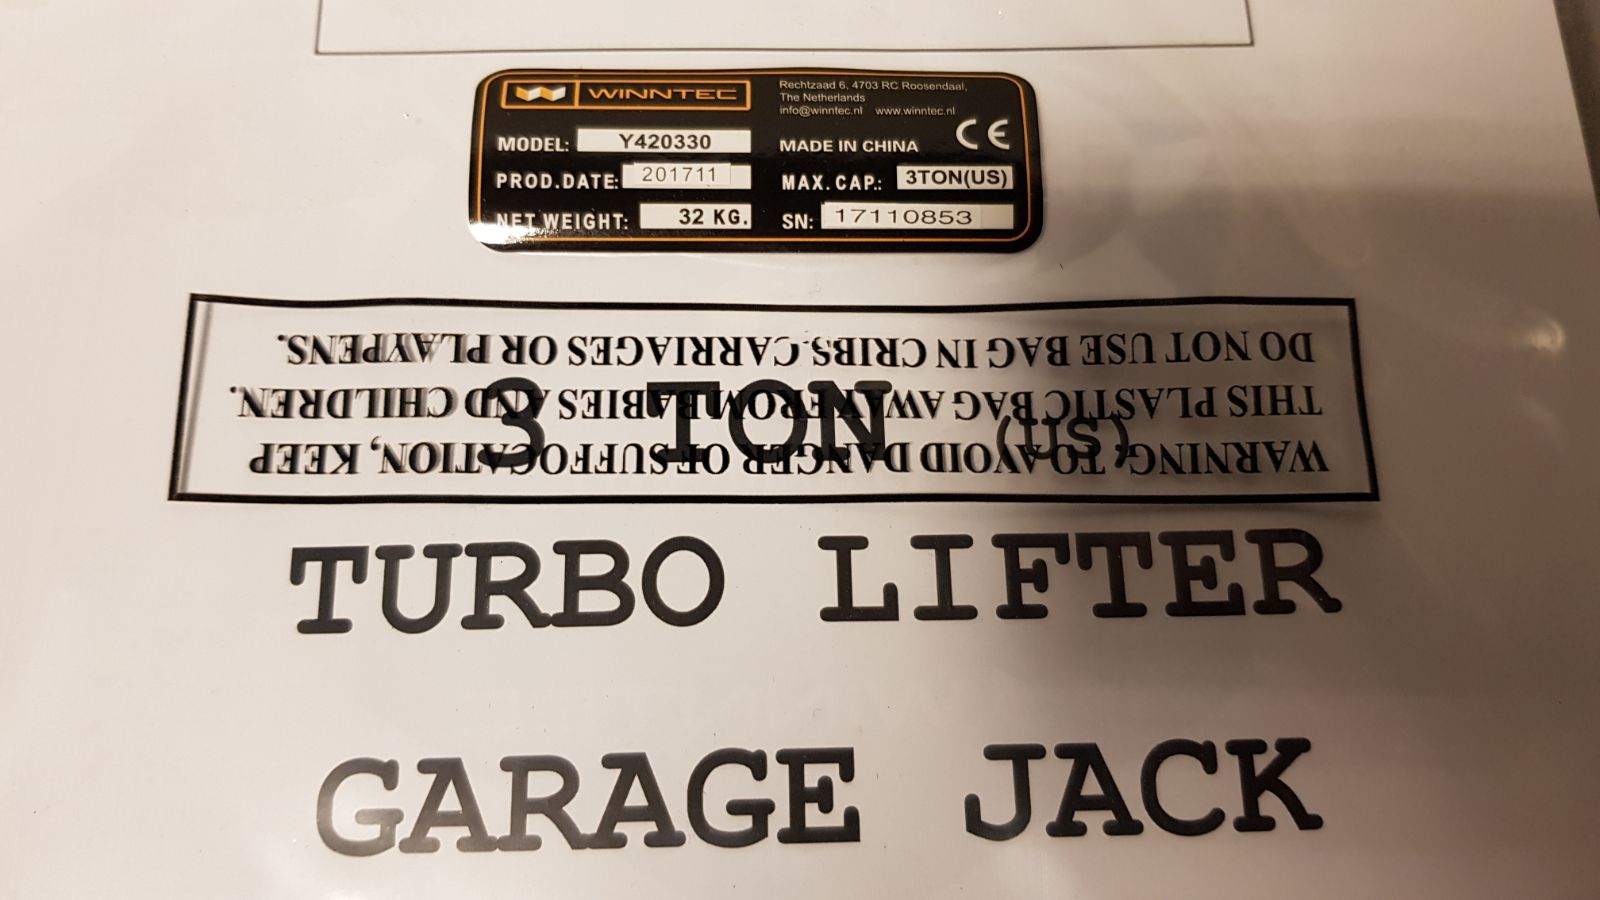 WINNTEC
Rechtzaad 6, 4703 RC Roosendaal,
The Netherlands
info@winntec.nl www.winntec.nl
MODEL: Y420330
MADE IN CHINA CE
PROD.DATE: 201711
MAX. CAP.: 3TON(US)
NET WEIGHT: 32 KG.
SN: 17110853
WARNING: TO AVOID DANGER OF SUFFOCATION, KEEP
THIS PLASTIC BAG AWAY FROM BABIES AND CHILDREN.
DO NOT USE BAG IN CRIBS, CARRIAGES OR PLAYPENS.
3 TON (US)
TURBO LIFTER
GARAGE JACK